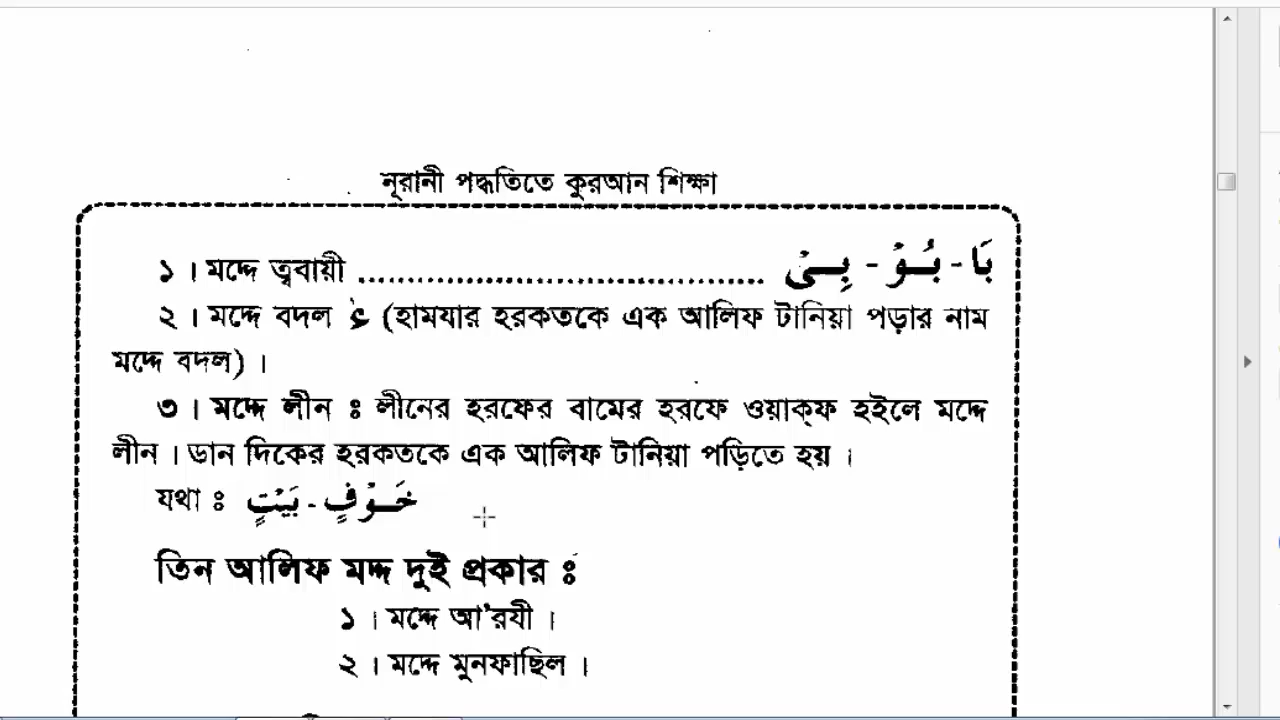 নূরানী পদ্ধতিতে কুরআন শিক্ষা
১। মদ্দে ত্ববায়ী ........................................ بَا - بُوْ - بِىْ
২। মদ্দে বদল ءٰ (হামযার হরকতকে এক আলিফ টানিয়া পড়ার নাম
মদ্দে বদল)।
৩। মদ্দে লীন ঃ লীনের হরফের বামের হরফে ওয়াক্ফ হইলে মদ্দে
লীন। ডান দিকের হরকতকে এক আলিফ টানিয়া পড়িতে হয়।
যথা ঃ خَوْفٍ - بَيْتٍ
তিন আলিফ মদ্দ দুই প্রকার ঃ
১। মদ্দে আ'রযী।
২। মদ্দে মুনফাছিল।